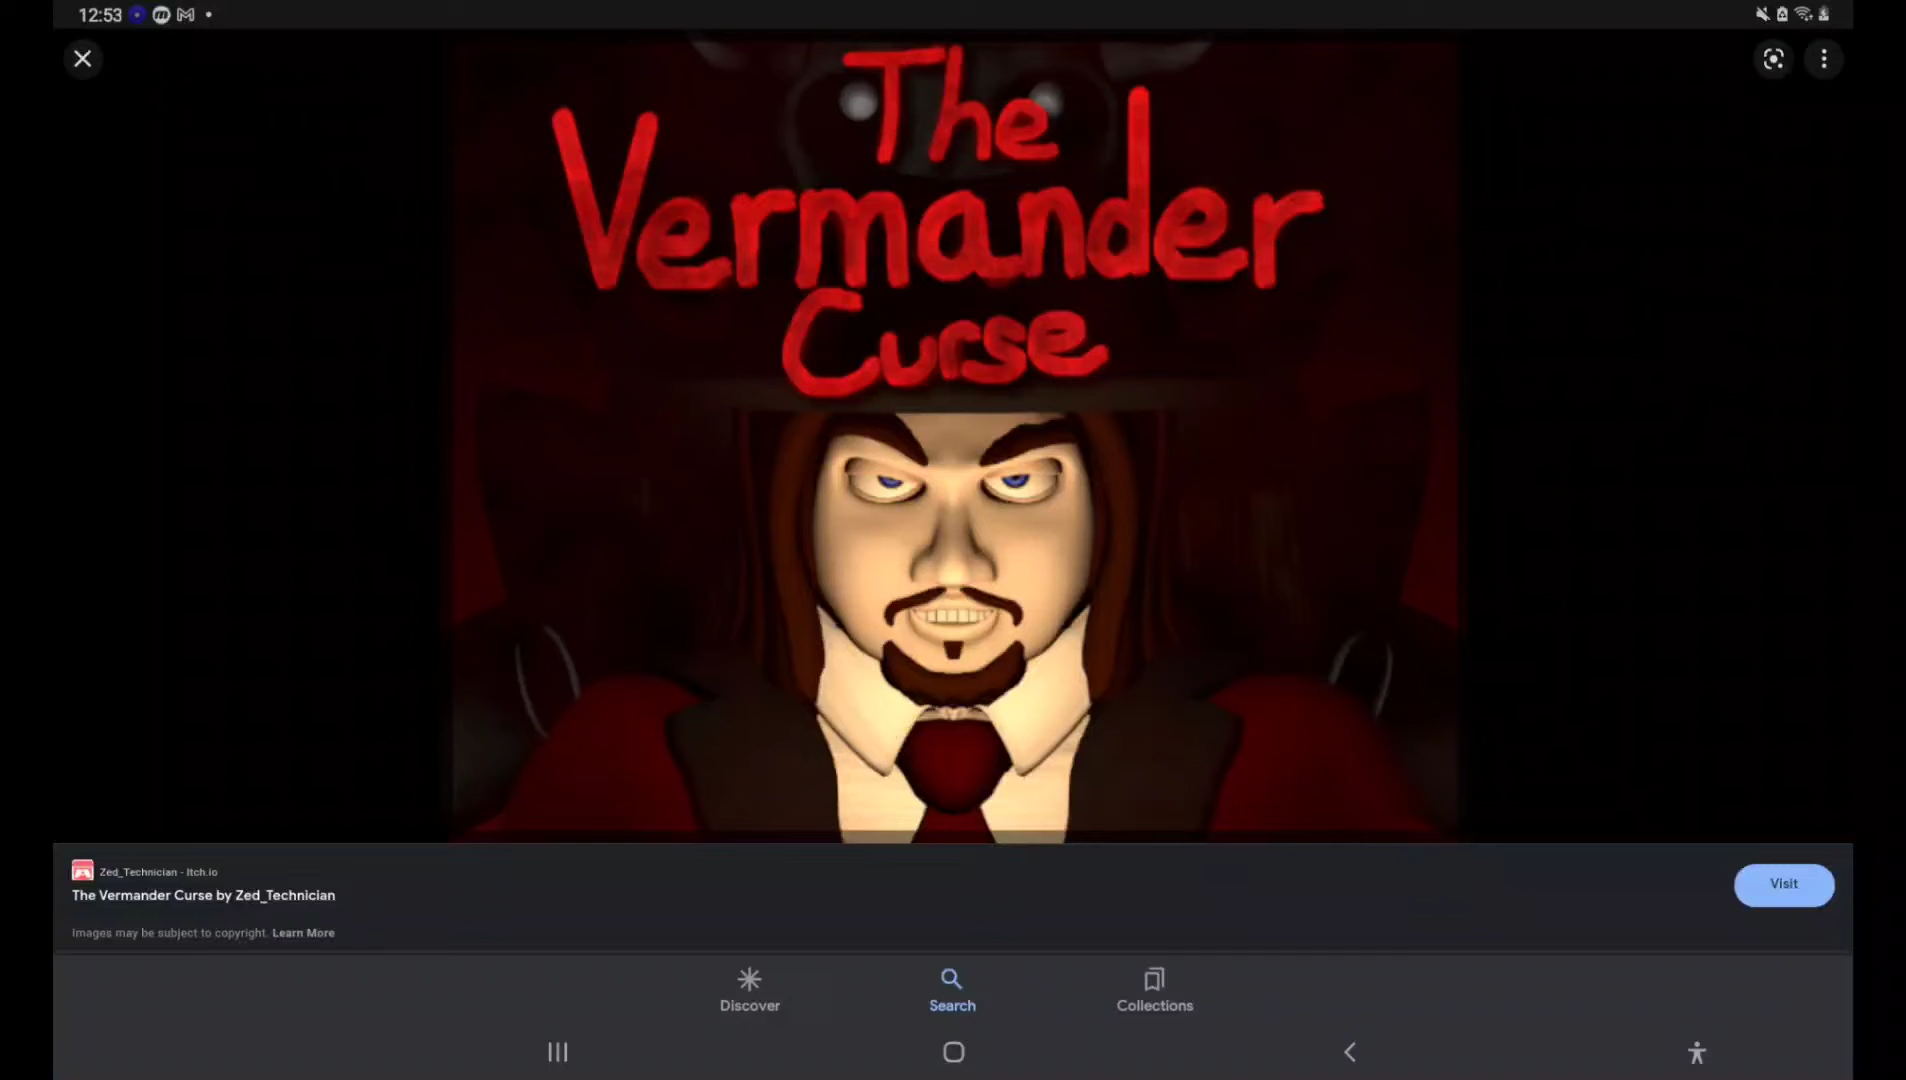 12:53
The
Vermander
Curse
Zed_Technician - Itch.io
The Vermander Curse by Zed_Technician
Visit
Images may be subject to copyright. Learn More
Discover
Search
Collections